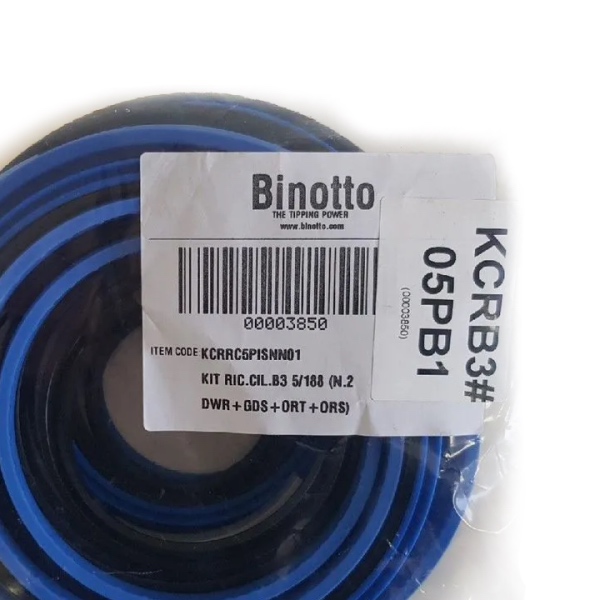 Binotto
THE TIPPING POWER
www.binotto.com
00003850
ITEM CODE KCRRC5PISNN01
KIT RIC.CIL.B3 5/188 (N.2
DWR+GDS+ORT+ORS)
KCRB3#
05PB1
(00003850)